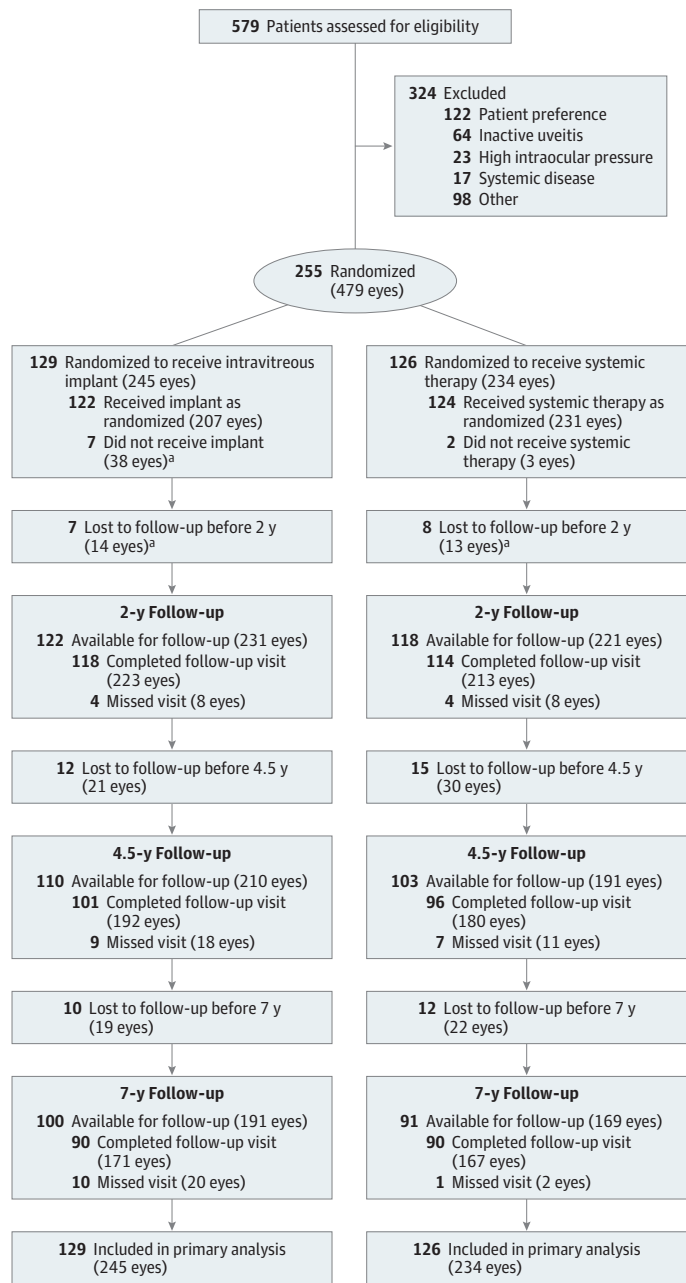 579 Patients assessed for eligibility
324 Excluded
122 Patient preference
64 Inactive uveitis
23 High intraocular pressure
17 Systemic disease
98 Other
255 Randomized
(479 eyes)
129 Randomized to receive intravitreous
implant (245 eyes)
122 Received implant as
randomized (207 eyes)
7 Did not receive implant
(38 eyes)a
126 Randomized to receive systemic
therapy (234 eyes)
124 Received systemic therapy as
randomized (231 eyes)
2 Did not receive systemic
therapy (3 eyes)
7 Lost to follow-up before 2 y
(14 eyes)a
8 Lost to follow-up before 2 y
(13 eyes)a
2-y Follow-up
122 Available for follow-up (231 eyes)
118 Completed follow-up visit
(223 eyes)
4 Missed visit (8 eyes)
2-y Follow-up
118 Available for follow-up (221 eyes)
114 Completed follow-up visit
(213 eyes)
4 Missed visit (8 eyes)
12 Lost to follow-up before 4.5 y
(21 eyes)
15 Lost to follow-up before 4.5 y
(30 eyes)
4.5-y Follow-up
110 Available for follow-up (210 eyes)
101 Completed follow-up visit
(192 eyes)
9 Missed visit (18 eyes)
4.5-y Follow-up
103 Available for follow-up (191 eyes)
96 Completed follow-up visit
(180 eyes)
7 Missed visit (11 eyes)
10 Lost to follow-up before 7 y
(19 eyes)
12 Lost to follow-up before 7 y
(22 eyes)
7-y Follow-up
100 Available for follow-up (191 eyes)
90 Completed follow-up visit
(171 eyes)
10 Missed visit (20 eyes)
7-y Follow-up
91 Available for follow-up (169 eyes)
90 Completed follow-up visit
(167 eyes)
1 Missed visit (2 eyes)
129 Included in primary analysis
(245 eyes)
126 Included in primary analysis
(234 eyes)